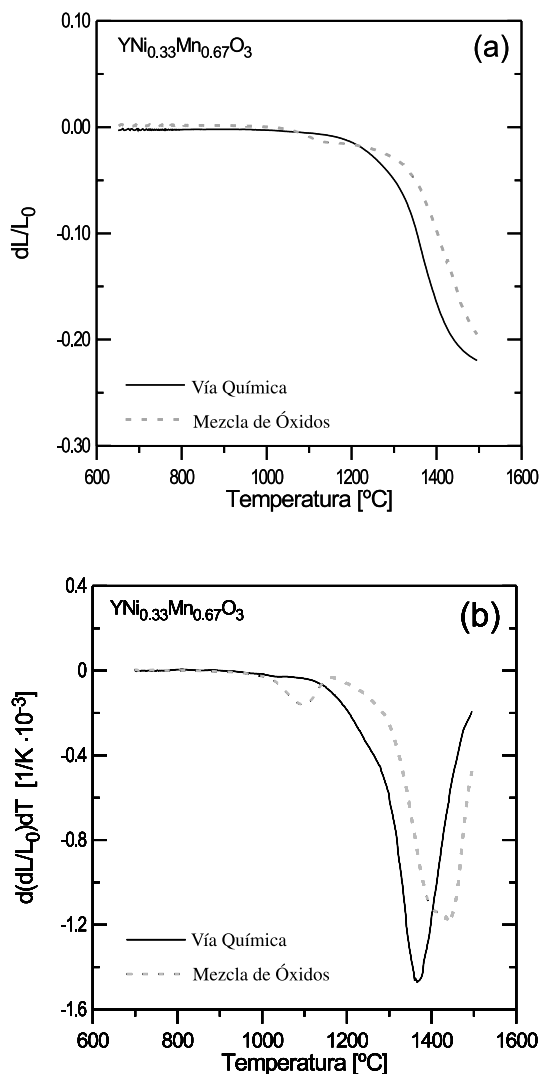 YNi0.33Mn0.67O3
(a)
0.10
0.00
-0.10
-0.20
-0.30
dL/L0
Vía Química
Mezcla de Óxidos
600 800 1000 1200 1400 1600
Temperatura [ºC]
YNi0.33Mn0.67O3
(b)
0.4
0
-0.4
-0.8
-1.2
-1.6
d(dL/L0)dT [1/K ·10-3]
Vía Química
Mezcla de Óxidos
600 800 1000 1200 1400 1600
Temperatura [ºC]